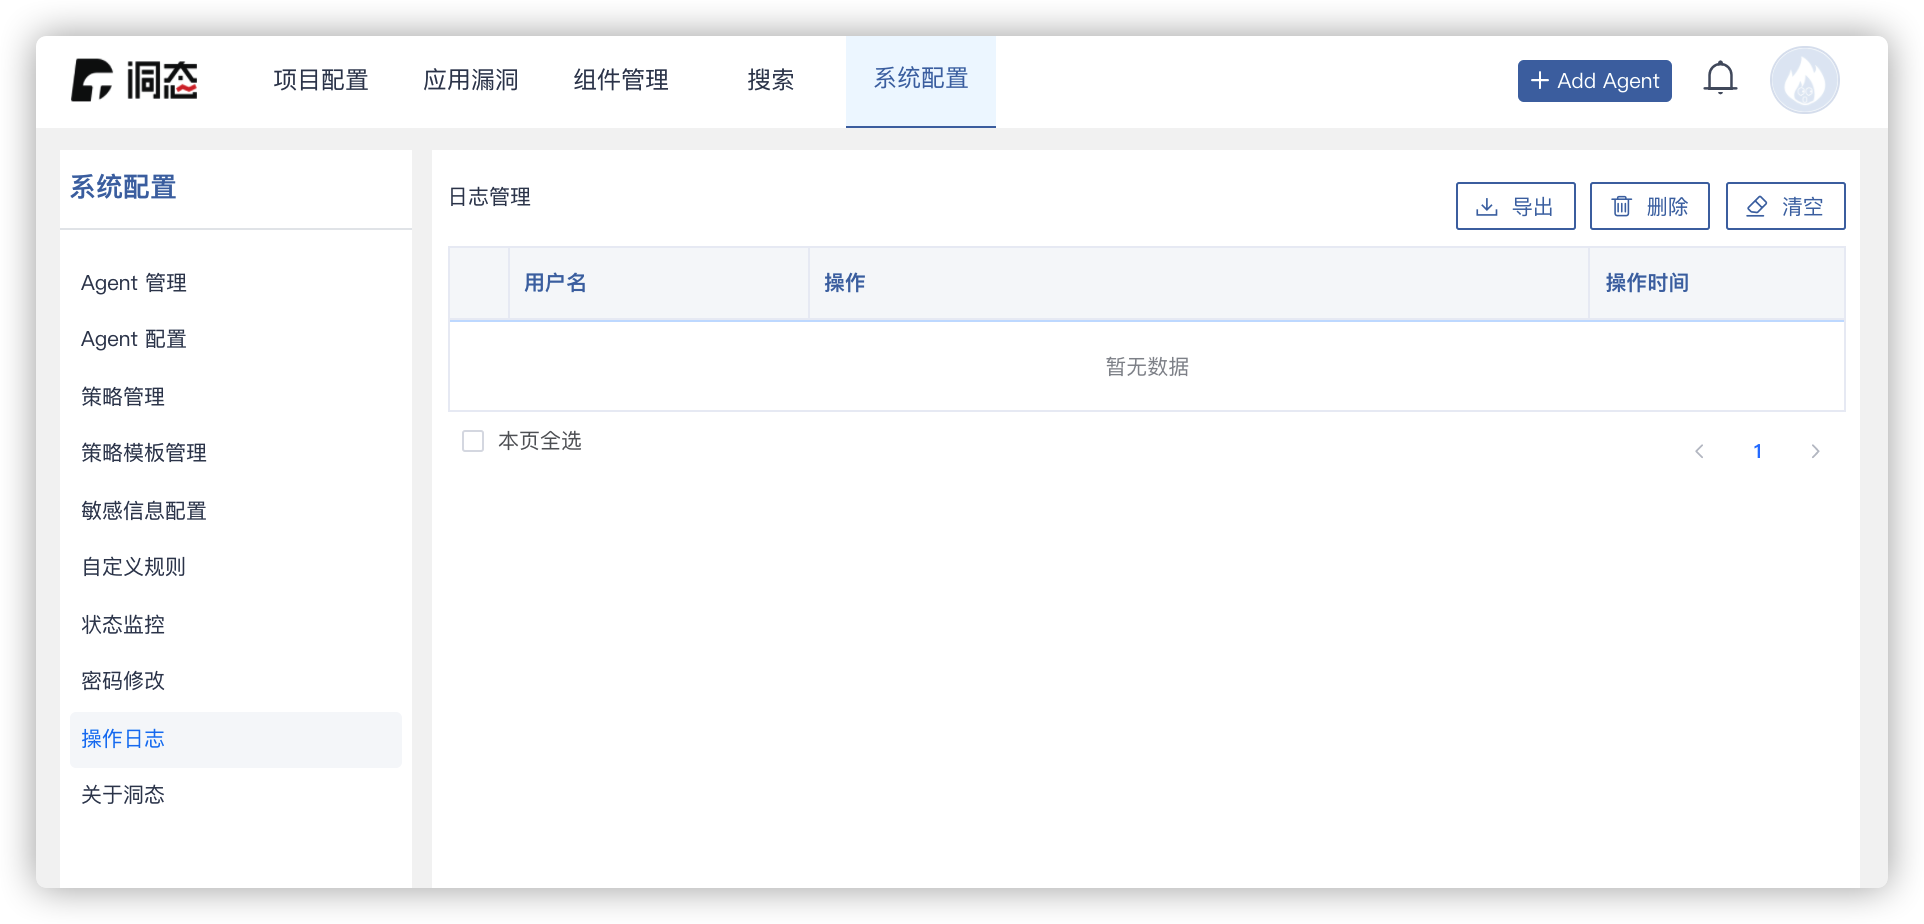 洞态
项目配置
应用漏洞
组件管理
搜索
系统配置
+ Add Agent
系统配置
Agent 管理
Agent 配置
策略管理
策略模板管理
敏感信息配置
自定义规则
状态监控
密码修改
操作日志
关于洞态
日志管理
导出
删除
清空
用户名
操作
操作时间
暂无数据
本页全选
1